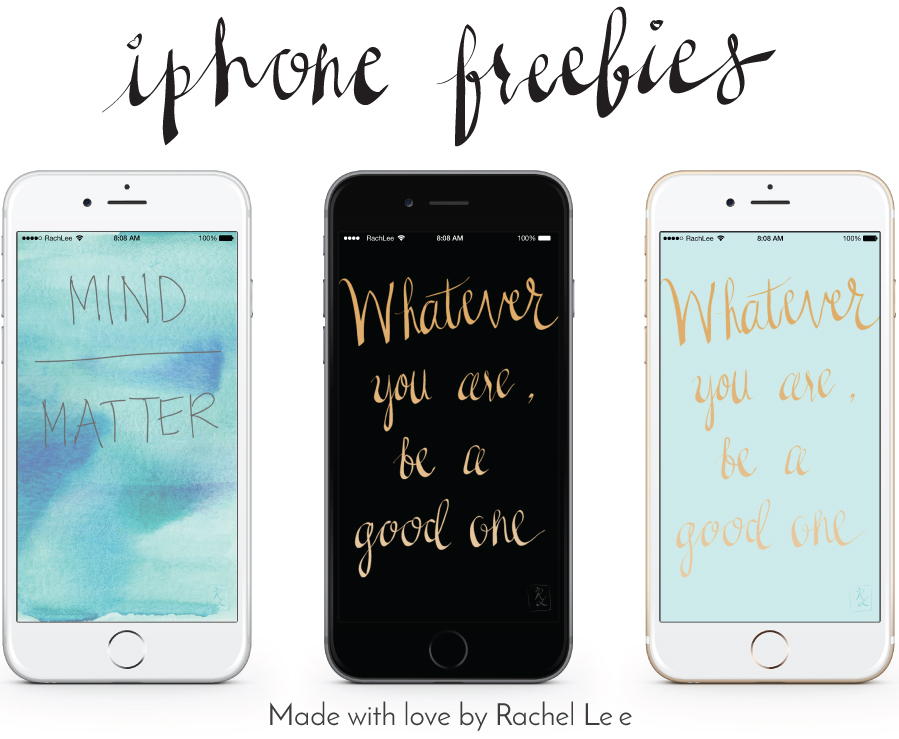 iphone freebies
RachLee 8:08 AM 100%
MIND
MATTER
RachLee 8:08 AM 100%
Whatever
you are,
be a
good one
RachLee 8:08 AM 100%
Whatever
you are,
be a
good one
Made with love by Rachel Lee